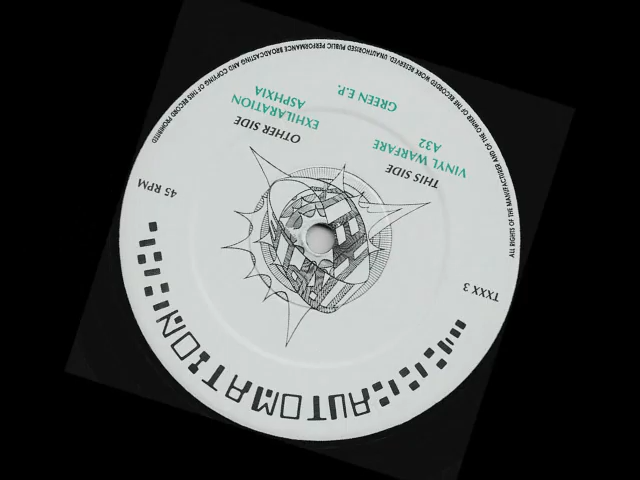 AUTOMATION
TXXX 3
45 RPM
THIS SIDE
VINYL WARFARE
A32
OTHER SIDE
EXHILARATION
ASPHXIA
GREEN E.P.
ALL RIGHTS OF THE MANUFACTURER AND OF THE OWNER OF THE RECORDED WORK RESERVED. UNAUTHORISED PUBLIC PERFORMANCE BROADCASTING AND COPYING OF THIS RECORD PROHIBITED